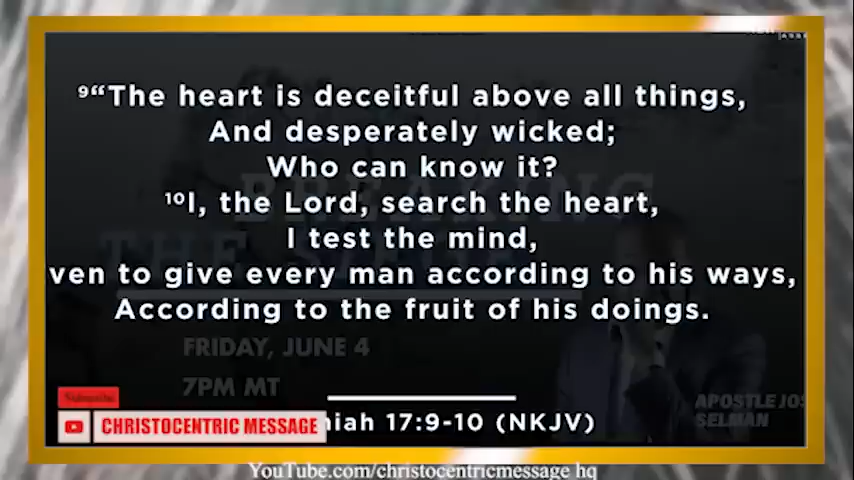 ⁹“The heart is deceitful above all things,
And desperately wicked;
Who can know it?
¹⁰I, the Lord, search the heart,
I test the mind,
ven to give every man according to his ways,
According to the fruit of his doings.
FRIDAY, JUNE 4
7PM MT
APOSTLE JOS
SELMAN
Subscribe
CHRISTOCENTRIC MESSAGE
iah 17:9-10 (NKJV)
YouTube.com/christocentricmessage hq